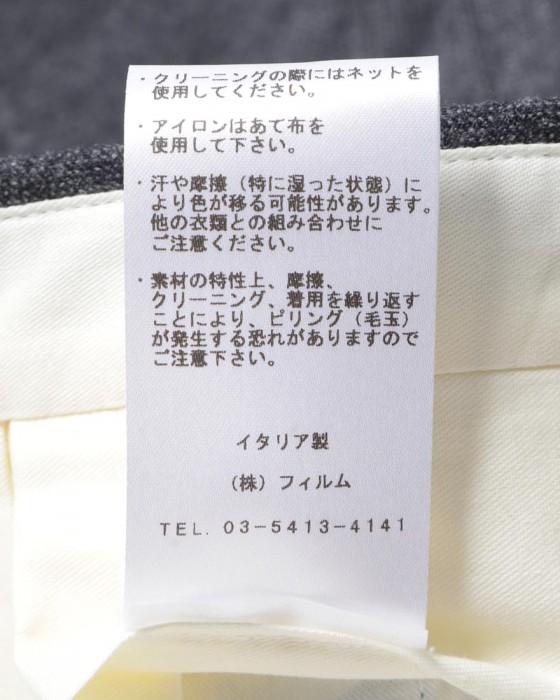 ・クリーニングの際にはネットを
使用してください。
・アイロンはあて布を
使用して下さい。
・汗や摩擦（特に湿った状態）に
より色が移る可能性があります。
他の衣類との組み合わせに
ご注意ください。
・素材の特性上、摩擦、
クリーニング、着用を繰り返す
ことにより、ピリング（毛玉）
が発生する恐れがありますので
ご注意下さい。
イタリア製
（株）フィルム
TEL. 03-5413-4141